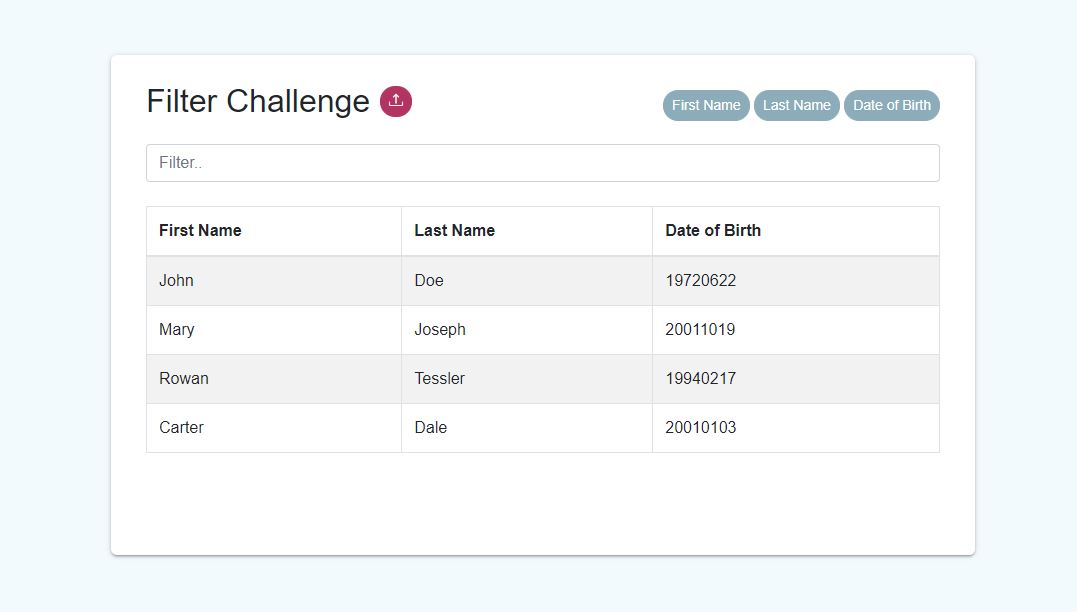 Filter Challenge
First Name Last Name Date of Birth
Filter..
First Name Last Name Date of Birth
John Doe 19720622
Mary Joseph 20011019
Rowan Tessler 19940217
Carter Dale 20010103